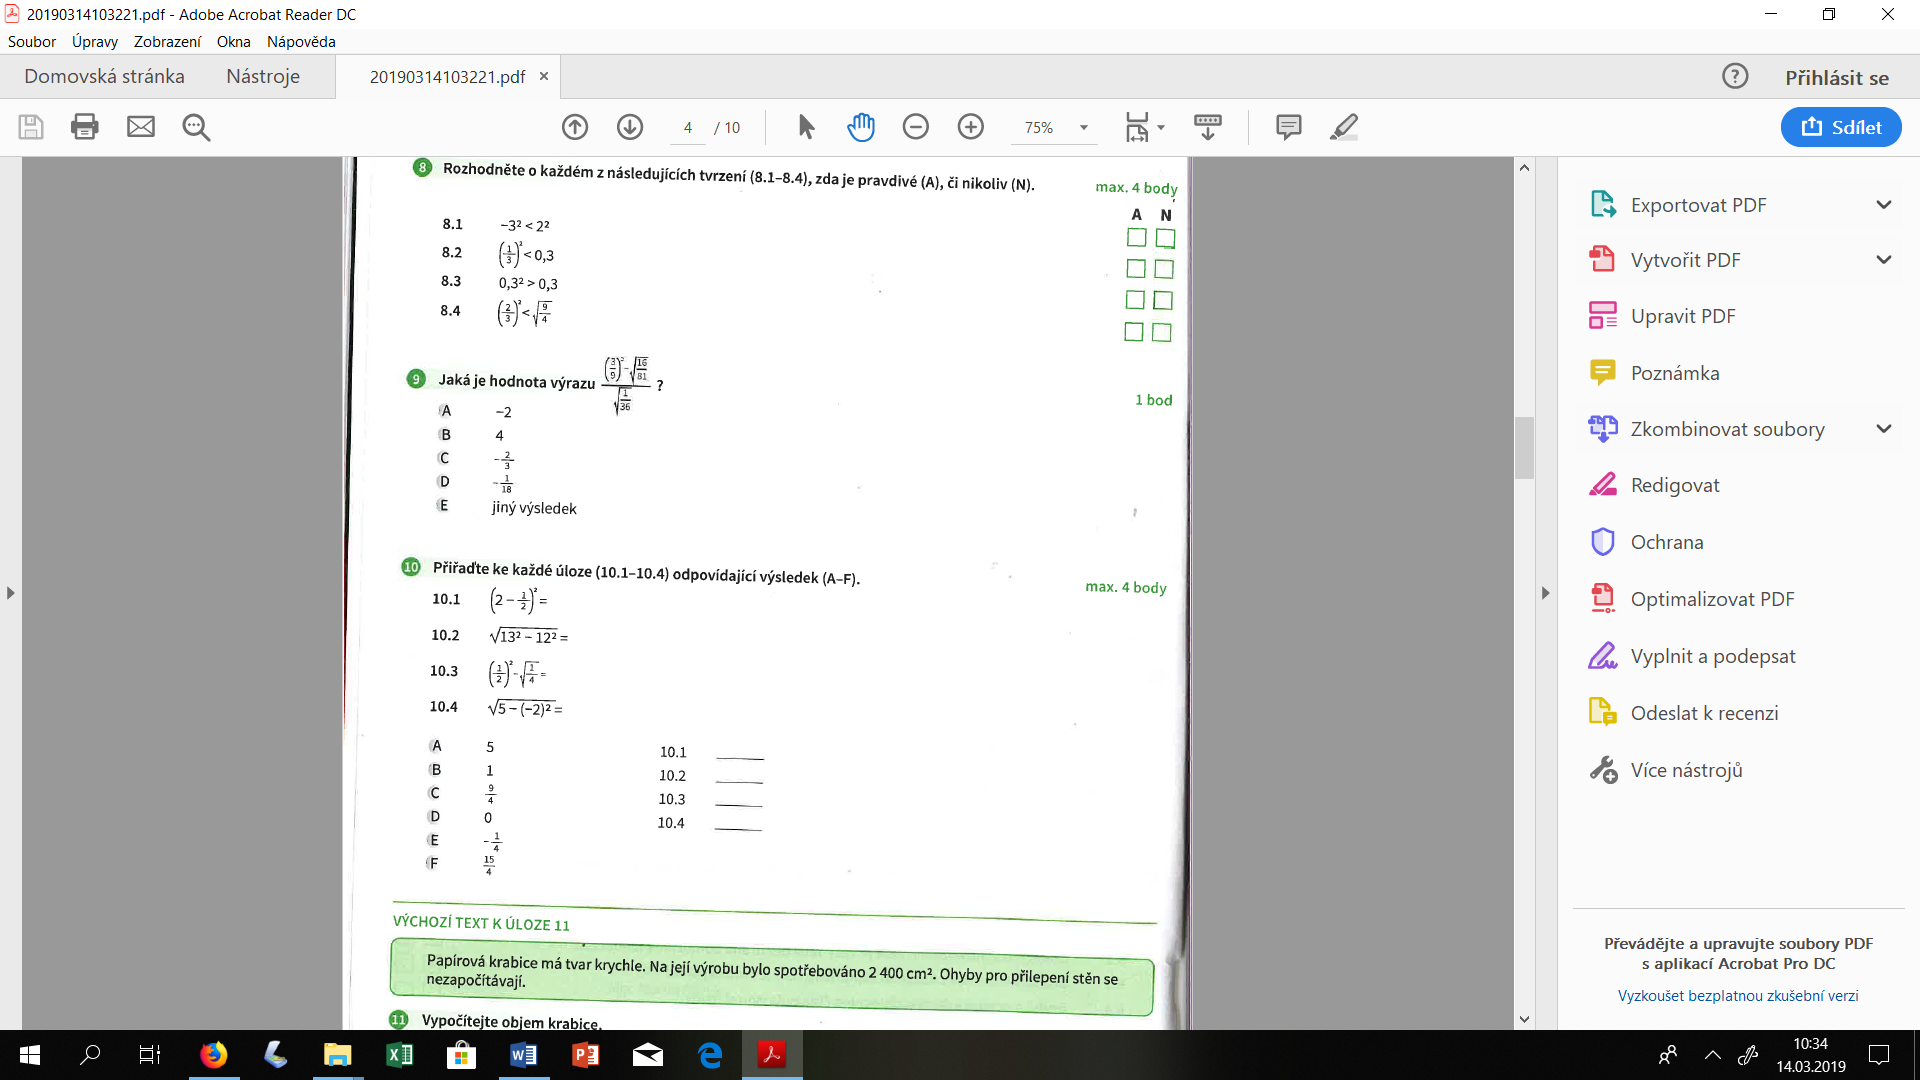 20190314103221.pdf - Adobe Acrobat Reader DC
Soubor Úpravy Zobrazení Okna Nápověda
Domovská stránka Nástroje 20190314103221.pdf × Přihlásit se
4 / 10 75% Sdílet
8 Rozhodněte o každém z následujících tvrzení (8.1–8.4), zda je pravdivé (A), či nikoliv (N).
max. 4 body
A N
8.1 −3² < 2²
8.2 (1/3)² < 0,3
8.3 0,3² > 0,3
8.4 (2/3)² < √(9/4)
9 Jaká je hodnota výrazu ((3/9)² − √(16/81)) / √(1/36) ?
1 bod
A −2
B 4
C −2/3
D −1/18
E jiný výsledek
10 Přiřaďte ke každé úloze (10.1–10.4) odpovídající výsledek (A–F).
max. 4 body
10.1 (2 − 1/2)² =
10.2 √(13² − 12²) =
10.3 (1/2)² − √(1/4) =
10.4 √(5 − (−2)²) =
A 5
B 1
C 9/4
D 0
E −1/4
F 15/4
10.1
10.2
10.3
10.4
VÝCHOZÍ TEXT K ÚLOZE 11
Papírová krabice má tvar krychle. Na její výrobu bylo spotřebováno 2 400 cm². Ohyby pro přilepení stěn se
nezapočítávají.
11 Vypočítejte objem krabice.
Exportovat PDF
Vytvořit PDF
Upravit PDF
Poznámka
Zkombinovat soubory
Redigovat
Ochrana
Optimalizovat PDF
Vyplnit a podepsat
Odeslat k recenzi
Více nástrojů
Převádějte a upravujte soubory PDF
s aplikací Acrobat Pro DC
Vyzkoušet bezplatnou zkušební verzi
10:34
14.03.2019